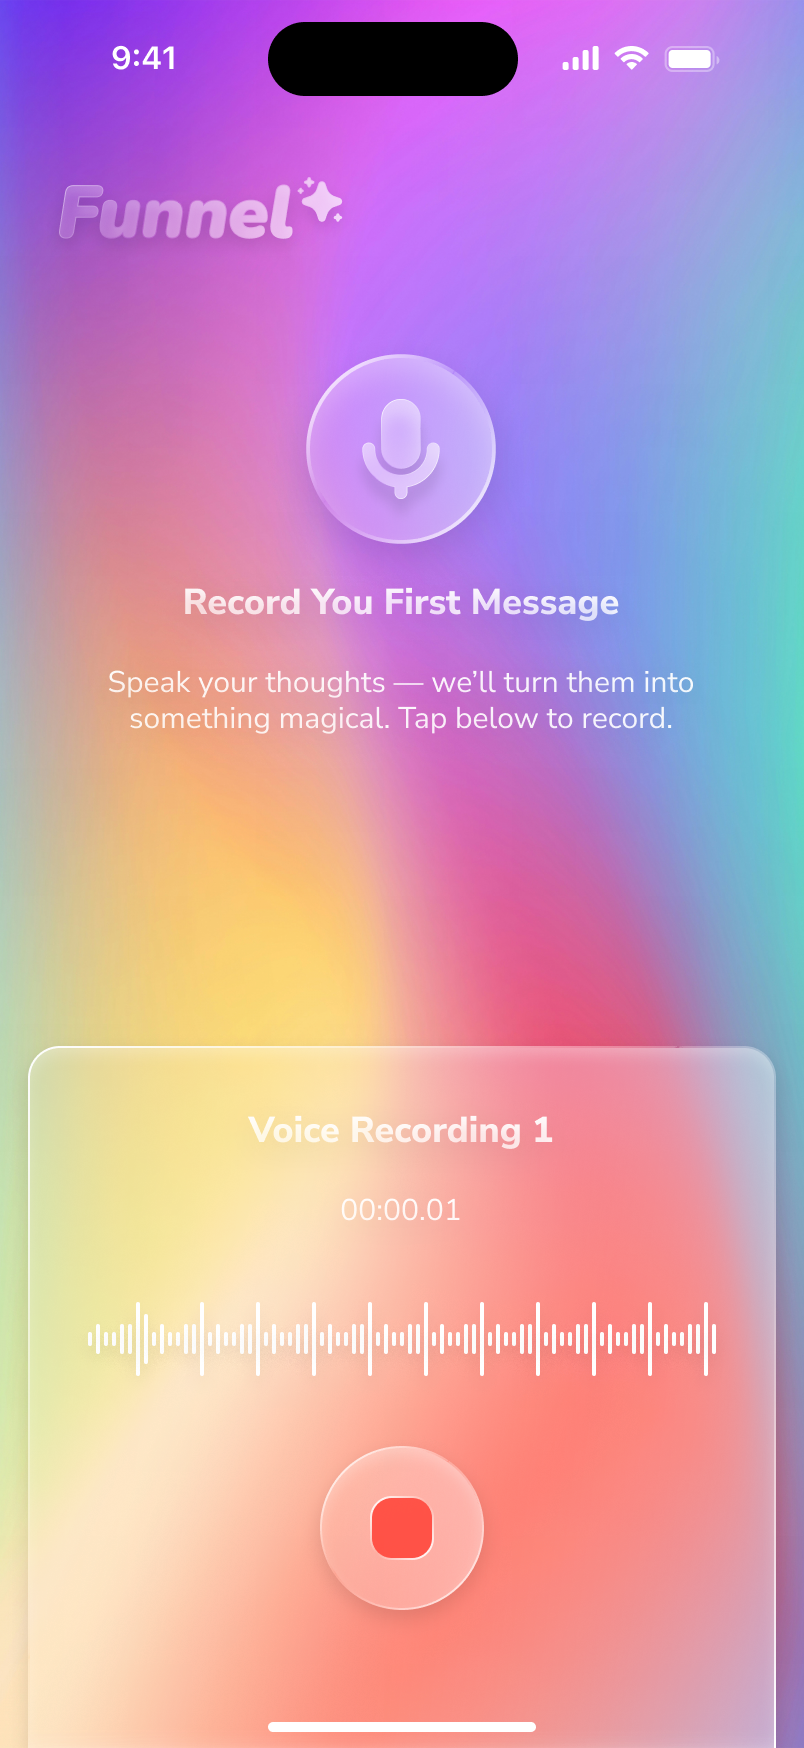 9:41
Funnel
Record You First Message
Speak your thoughts — we’ll turn them into
something magical. Tap below to record.
Voice Recording 1
00:00.01